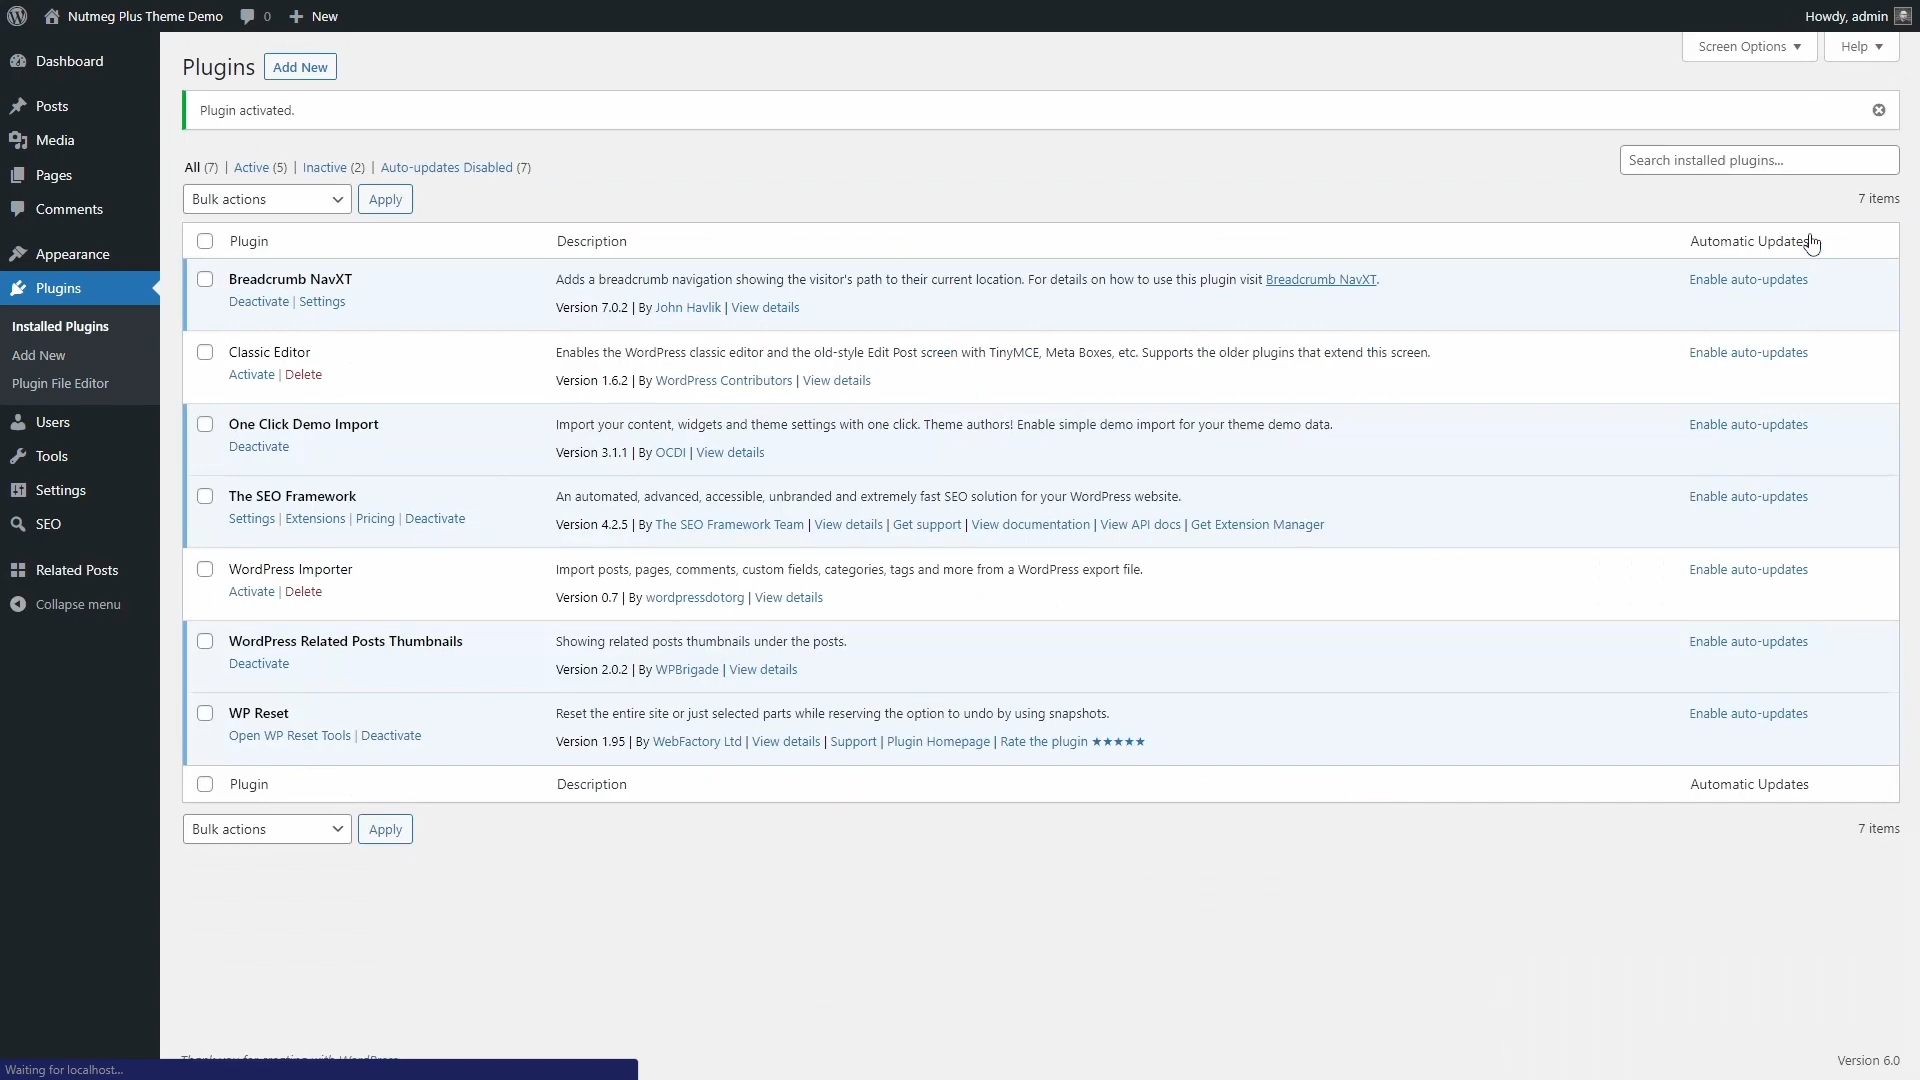 Nutmeg Plus Theme Demo 0 New Howdy, admin
Dashboard
Posts
Media
Pages
Comments
Appearance
Plugins
Installed Plugins
Add New
Plugin File Editor
Users
Tools
Settings
SEO
Related Posts
Collapse menu
Screen Options Help
Plugins Add New
Plugin activated.
All (7) | Active (5) | Inactive (2) | Auto-updates Disabled (7)
Search installed plugins...
Bulk actions Apply 7 items
Plugin Description Automatic Updates
Breadcrumb NavXT Adds a breadcrumb navigation showing the visitor's path to their current location. For details on how to use this plugin visit Breadcrumb NavXT. Enable auto-updates
Deactivate | Settings
Version 7.0.2 | By John Havlik | View details
Classic Editor Enables the WordPress classic editor and the old-style Edit Post screen with TinyMCE, Meta Boxes, etc. Supports the older plugins that extend this screen. Enable auto-updates
Activate | Delete
Version 1.6.2 | By WordPress Contributors | View details
One Click Demo Import Import your content, widgets and theme settings with one click. Theme authors! Enable simple demo import for your theme demo data. Enable auto-updates
Deactivate
Version 3.1.1 | By OCDI | View details
The SEO Framework An automated, advanced, accessible, unbranded and extremely fast SEO solution for your WordPress website. Enable auto-updates
Settings | Extensions | Pricing | Deactivate
Version 4.2.5 | By The SEO Framework Team | View details | Get support | View documentation | View API docs | Get Extension Manager
WordPress Importer Import posts, pages, comments, custom fields, categories, tags and more from a WordPress export file. Enable auto-updates
Activate | Delete
Version 0.7 | By wordpressdotorg | View details
WordPress Related Posts Thumbnails Showing related posts thumbnails under the posts. Enable auto-updates
Deactivate
Version 2.0.2 | By WPBrigade | View details
WP Reset Reset the entire site or just selected parts while reserving the option to undo by using snapshots. Enable auto-updates
Open WP Reset Tools | Deactivate
Version 1.95 | By WebFactory Ltd | View details | Support | Plugin Homepage | Rate the plugin ★★★★★
Plugin Description Automatic Updates
Bulk actions Apply 7 items
Thank you for creating with WordPress. Version 6.0
Waiting for localhost...